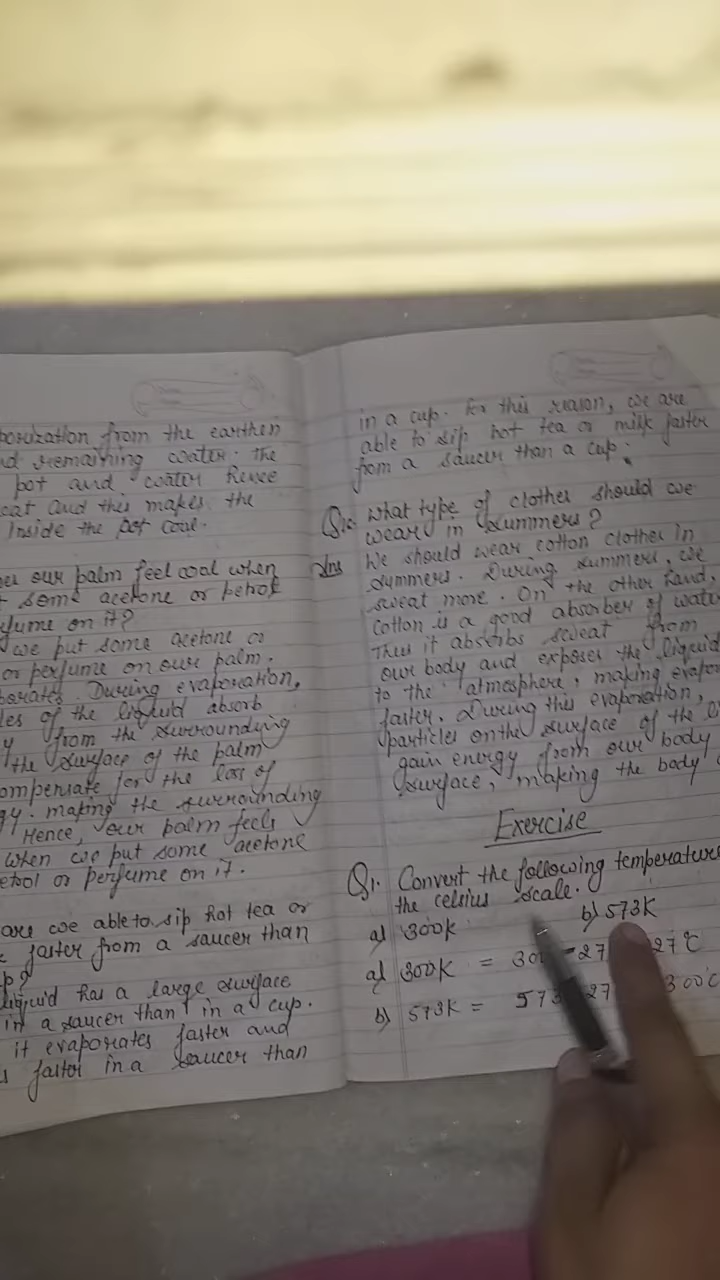 from the earthen
remaining water. The
pot and water hence
and this makes the
Inside the pot cool.
our palm feel cool when
some acetone or petrol
on it?
we put some acetone or
or perfume on our palm.
During evaporation,
of the liquid absorb
from the surrounding
the surface of the palm
for the loss of
making the surrounding
Hence, our palm feels
when we put some acetone
or perfume on it.
are we able to sip hot tea or
faster from a saucer than
liquid has a large surface
in a saucer than in a cup.
it evaporates faster and
faster in a saucer than
in a cup. for this reason, we are
able to sip hot tea or milk faster
from a saucer than a cup.
What type of clothes should we
wear in summers?
Ans We should wear cotton clothes in
summers. During summers, we
sweat more. On the other hand,
cotton is a good absorber of
Thus it absorbs sweat from
our body and exposes the liquid
to the atmosphere, making
faster. During this evaporation,
particles on the surface of the
gain energy from our body
surface, making the body
Exercise
Q1. Convert the following temperature
the celsius scale.
a) 300K b) 573K
a) 300K = 27°C
b) 573K = 300°C